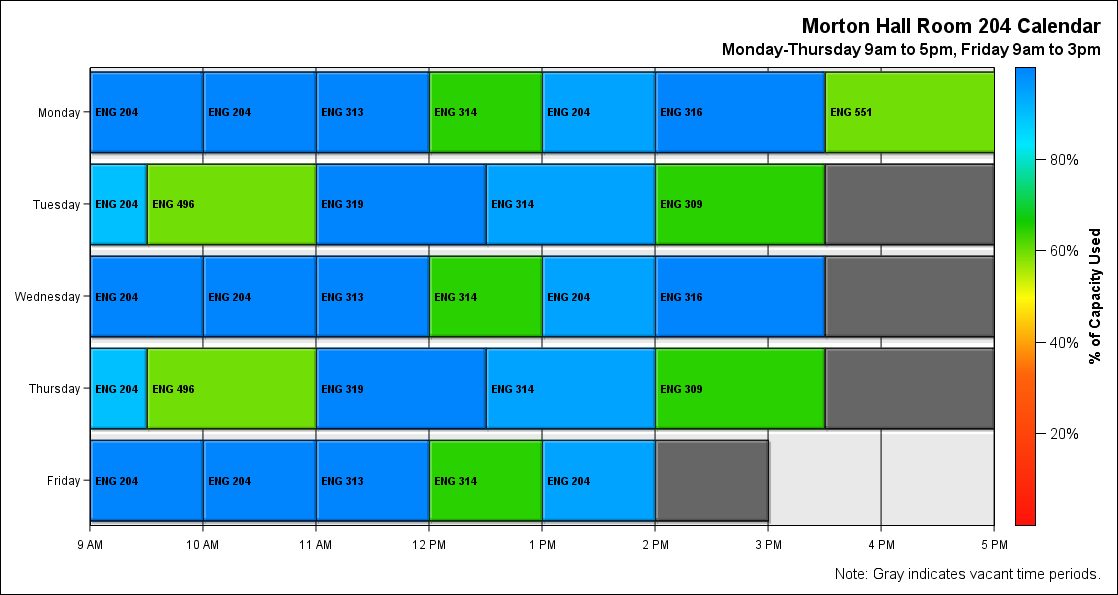 Morton Hall Room 204 Calendar
Monday-Thursday 9am to 5pm, Friday 9am to 3pm
Monday ENG 204 ENG 204 ENG 313 ENG 314 ENG 204 ENG 316 ENG 551
Tuesday ENG 204 ENG 496 ENG 319 ENG 314 ENG 309
Wednesday ENG 204 ENG 204 ENG 313 ENG 314 ENG 204 ENG 316
Thursday ENG 204 ENG 496 ENG 319 ENG 314 ENG 309
Friday ENG 204 ENG 204 ENG 313 ENG 314 ENG 204
9 AM 10 AM 11 AM 12 PM 1 PM 2 PM 3 PM 4 PM 5 PM
80%
60%
40%
20%
% of Capacity Used
Note: Gray indicates vacant time periods.